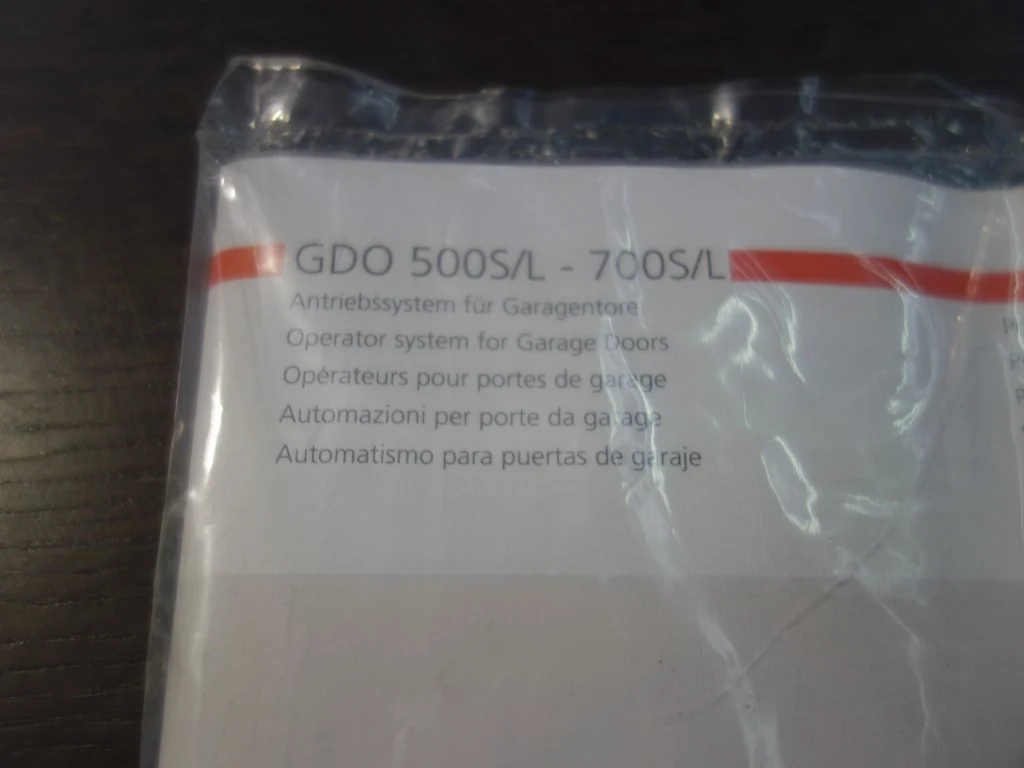 GDO 500S/L - 700S/L
Antriebssystem für Garagentore
Operator system for Garage Doors
Opérateurs pour portes de garage
Automazioni per porte da garage
Automatismo para puertas de garaje